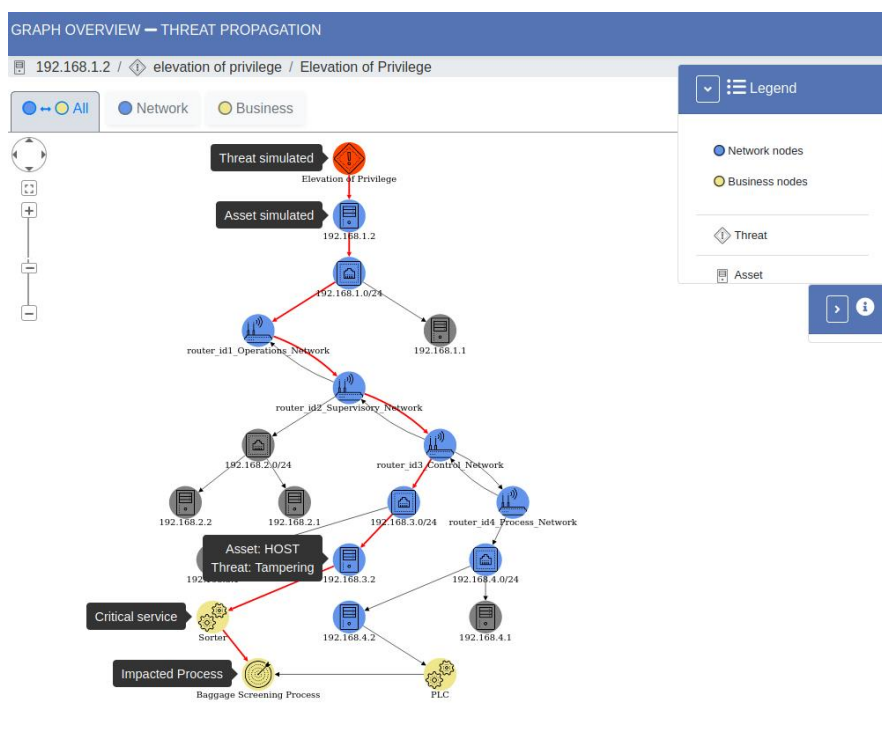 GRAPH OVERVIEW — THREAT PROPAGATION
192.168.1.2 / elevation of privilege / Elevation of Privilege
Legend
All
Network
Business
Network nodes
Business nodes
Threat
Asset
Threat simulated
Elevation of Privilege
Asset simulated
192.168.1.2
192.168.1.0/24
router_id1_Operations_Network
192.168.1.1
router_id2_Supervisory_Network
192.168.2.0/24
router_id3_Control_Network
192.168.2.2
192.168.2.1
192.168.3.0/24
router_id4_Process_Network
Asset: HOST
Threat: Tampering
192.168.3.2
192.168.4.0/24
Critical service
Sorter
192.168.4.2
192.168.4.1
Impacted Process
Baggage Screening Process
PLC